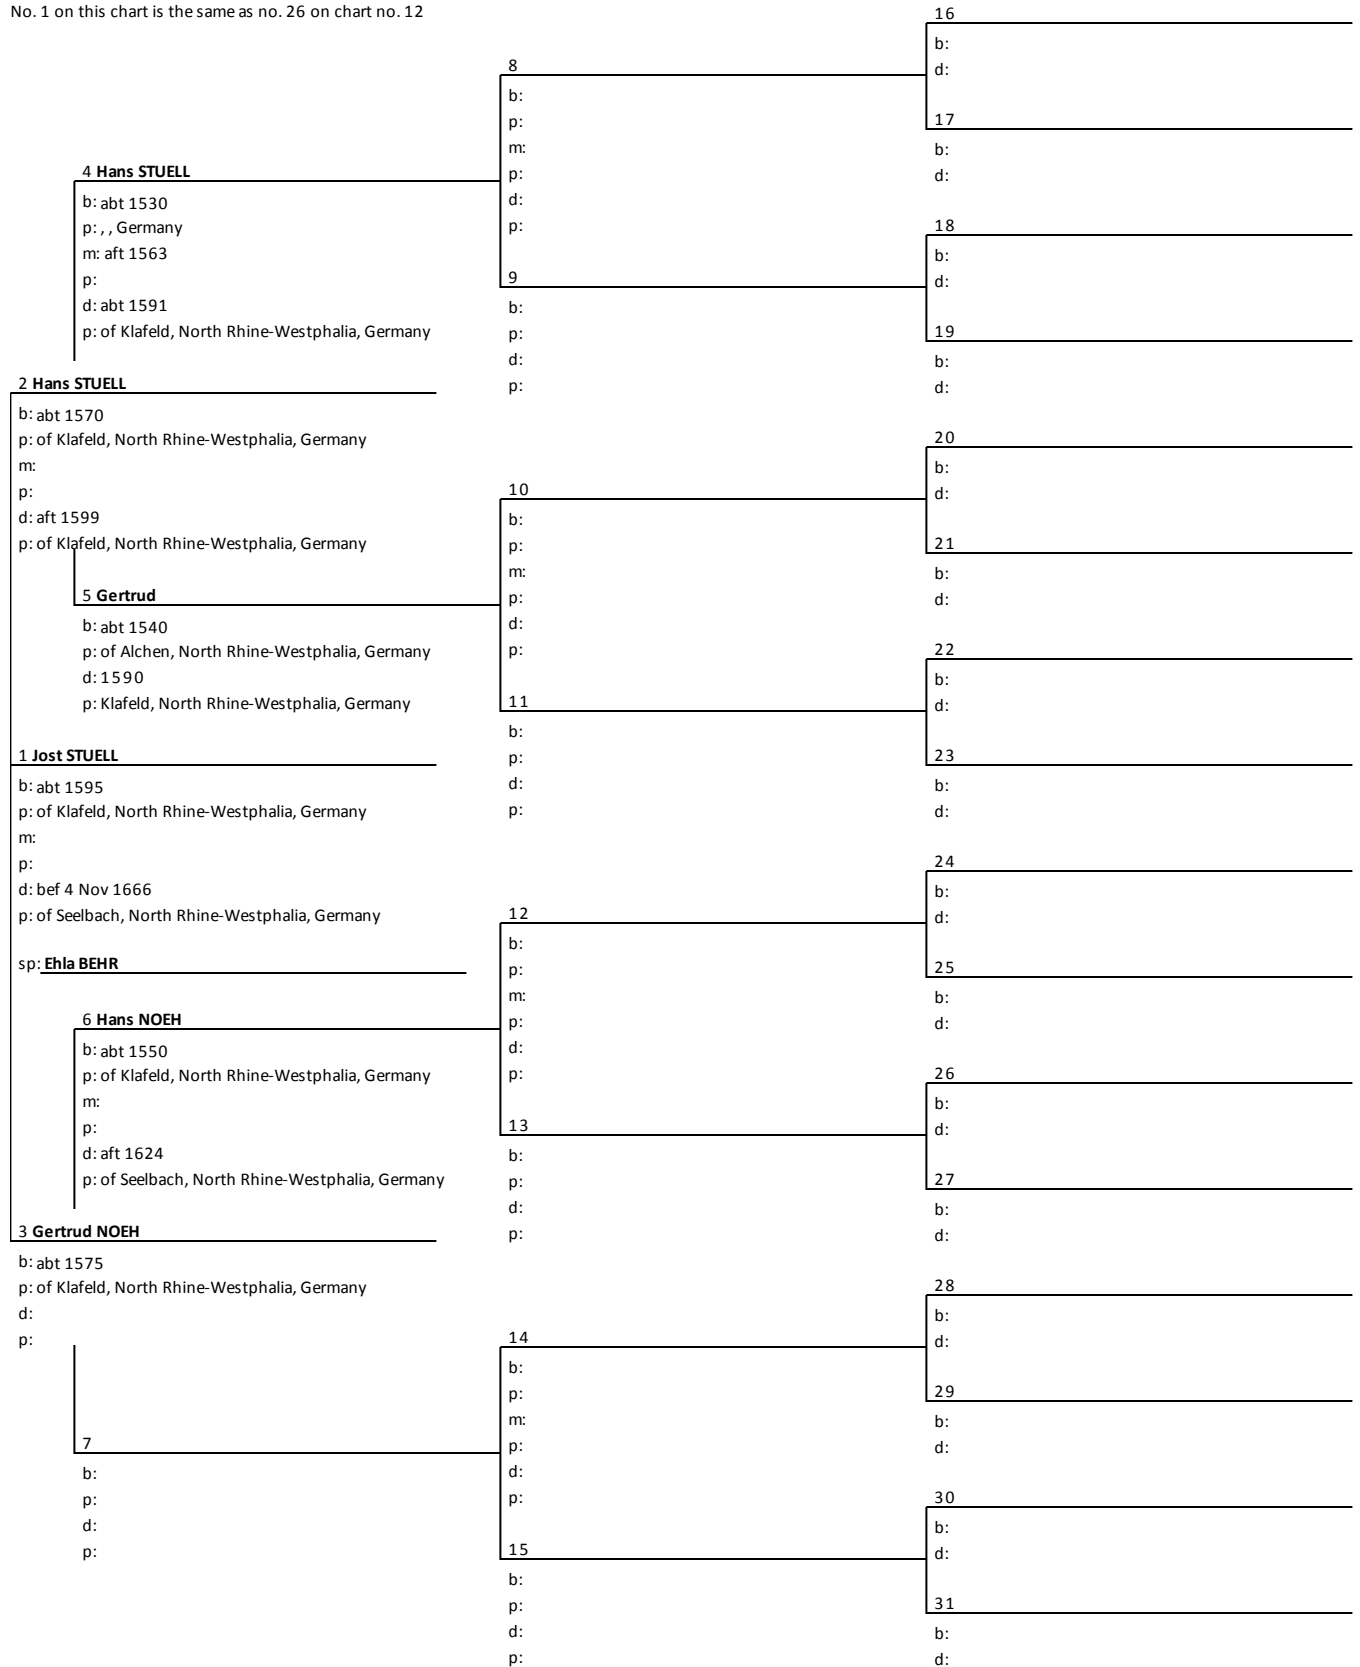 No. 1 on this chart is the same as no. 26 on chart no. 12
4 Hans STUELL
b: abt 1530
p: , , Germany
m: aft 1563
p:
d: abt 1591
p: of Klafeld, North Rhine-Westphalia, Germany
2 Hans STUELL
b: abt 1570
p: of Klafeld, North Rhine-Westphalia, Germany
m:
p:
d: aft 1599
p: of Klafeld, North Rhine-Westphalia, Germany
5 Gertrud
b: abt 1540
p: of Alchen, North Rhine-Westphalia, Germany
d: 1590
p: Klafeld, North Rhine-Westphalia, Germany
1 Jost STUELL
b: abt 1595
p: of Klafeld, North Rhine-Westphalia, Germany
m:
p:
d: bef 4 Nov 1666
p: of Seelbach, North Rhine-Westphalia, Germany
sp: Ehla BEHR
6 Hans NOEH
b: abt 1550
p: of Klafeld, North Rhine-Westphalia, Germany
m:
p:
d: aft 1624
p: of Seelbach, North Rhine-Westphalia, Germany
3 Gertrud NOEH
b: abt 1575
p: of Klafeld, North Rhine-Westphalia, Germany
d:
p:
7
b:
p:
d:
p:
8
b:
p:
m:
p:
d:
p:
9
b:
p:
d:
p:
10
b:
p:
m:
p:
d:
p:
11
b:
p:
d:
p:
12
b:
p:
m:
p:
d:
p:
13
b:
p:
d:
p:
14
b:
p:
m:
p:
d:
p:
15
b:
p:
d:
p:
16
b:
d:
17
b:
d:
18
b:
d:
19
b:
d:
20
b:
d:
21
b:
d:
22
b:
d:
23
b:
d:
24
b:
d:
25
b:
d:
26
b:
d:
27
b:
d:
28
b:
d:
29
b:
d:
30
b:
d:
31
b:
d: